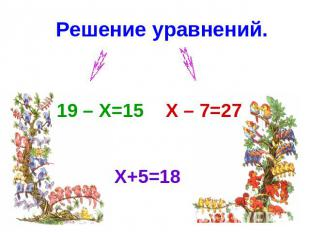 Решение уравнений.
19 – X=15 X – 7=27
X+5=18